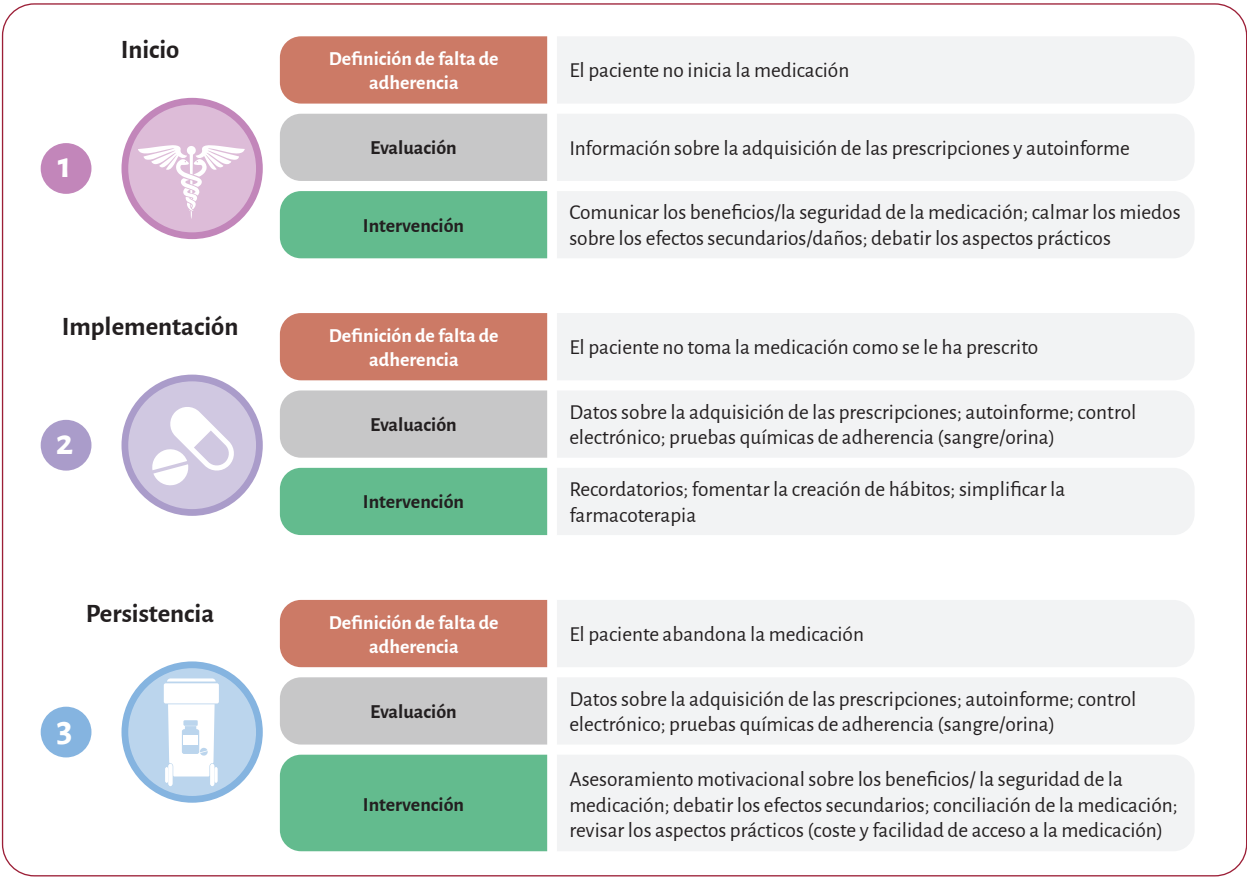 Inicio
1
Definición de falta de
adherencia
El paciente no inicia la medicación
Evaluación
Información sobre la adquisición de las prescripciones y autoinforme
Intervención
Comunicar los beneficios/la seguridad de la medicación; calmar los miedos
sobre los efectos secundarios/daños; debatir los aspectos prácticos
Implementación
2
Definición de falta de
adherencia
El paciente no toma la medicación como se le ha prescrito
Evaluación
Datos sobre la adquisición de las prescripciones; autoinforme; control
electrónico; pruebas químicas de adherencia (sangre/orina)
Intervención
Recordatorios; fomentar la creación de hábitos; simplificar la
farmacoterapia
Persistencia
3
Definición de falta de
adherencia
El paciente abandona la medicación
Evaluación
Datos sobre la adquisición de las prescripciones; autoinforme; control
electrónico; pruebas químicas de adherencia (sangre/orina)
Intervención
Asesoramiento motivacional sobre los beneficios/ la seguridad de la
medicación; debatir los efectos secundarios; conciliación de la medicación;
revisar los aspectos prácticos (coste y facilidad de acceso a la medicación)